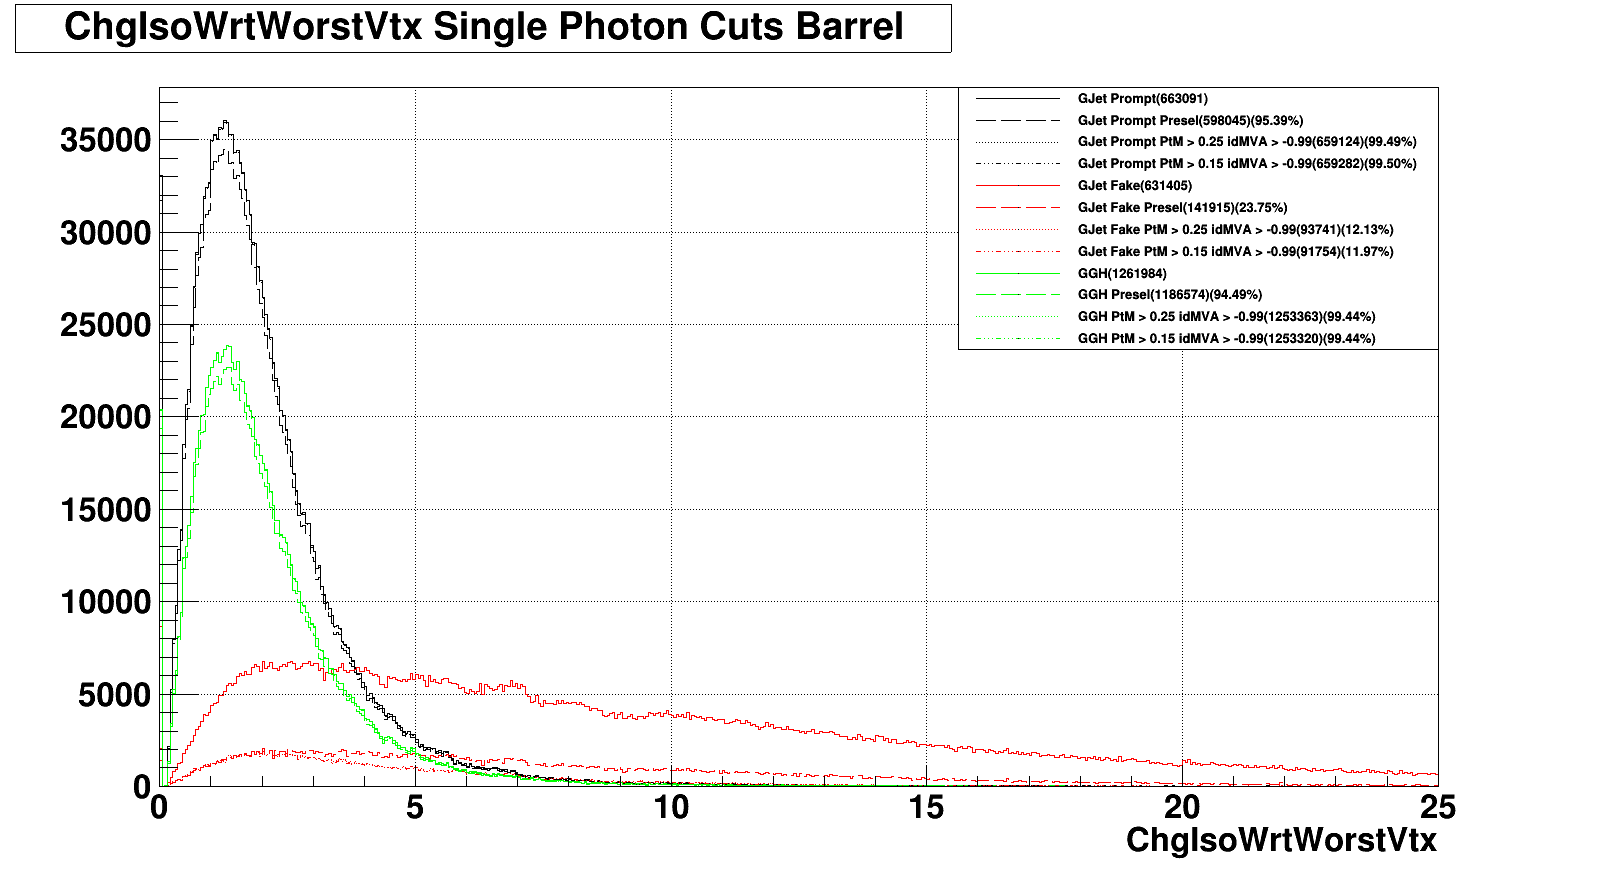 ChgIsoWrtWorstVtx Single Photon Cuts Barrel
GJet Prompt(663091)
GJet Prompt Presel(598045)(95.39%)
GJet Prompt PtM > 0.25 idMVA > -0.99(659124)(99.49%)
GJet Prompt PtM > 0.15 idMVA > -0.99(659282)(99.50%)
GJet Fake(631405)
GJet Fake Presel(141915)(23.75%)
GJet Fake PtM > 0.25 idMVA > -0.99(93741)(12.13%)
GJet Fake PtM > 0.15 idMVA > -0.99(91754)(11.97%)
GGH(1261984)
GGH Presel(1186574)(94.49%)
GGH PtM > 0.25 idMVA > -0.99(1253363)(99.44%)
GGH PtM > 0.15 idMVA > -0.99(1253320)(99.44%)
35000
30000
25000
20000
15000
10000
5000
0
0 5 10 15 20 25
ChgIsoWrtWorstVtx